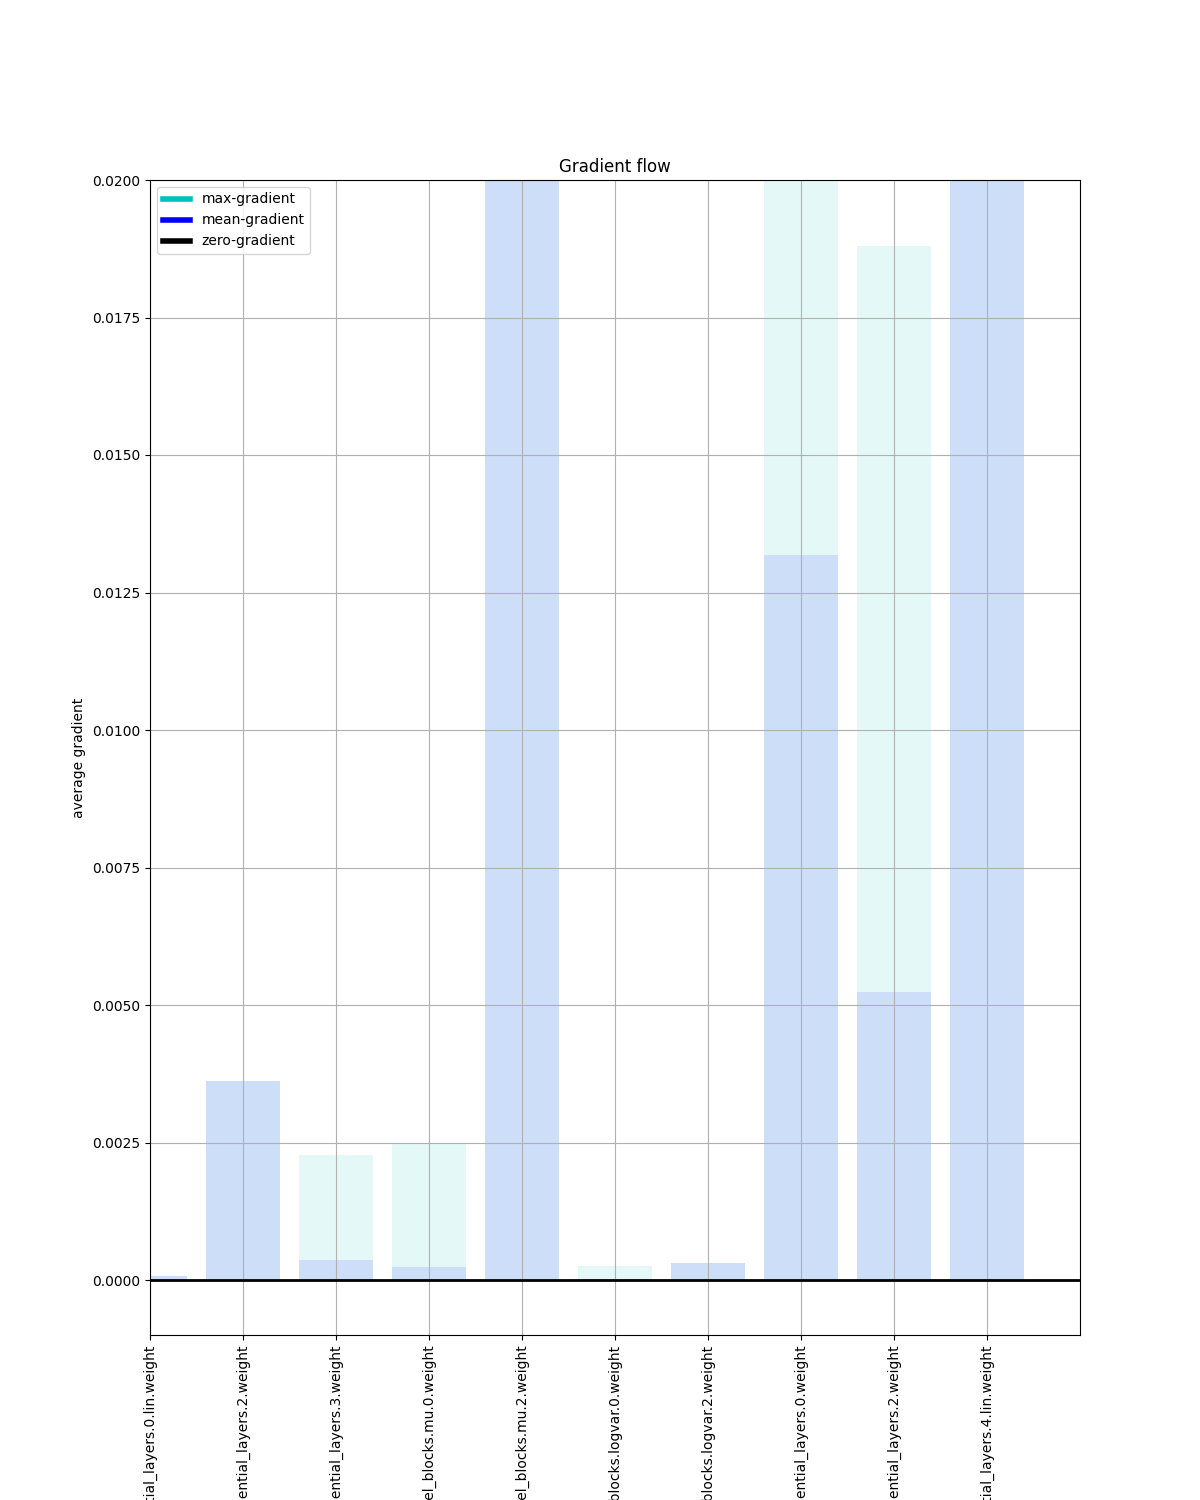 Gradient flow
max-gradient
mean-gradient
zero-gradient
0.0200
0.0175
0.0150
0.0125
0.0100
0.0075
0.0050
0.0025
0.0000
average gradient
tial_layers.0.lin.weight
ential_layers.2.weight
ential_layers.3.weight
el_blocks.mu.0.weight
el_blocks.mu.2.weight
blocks.logvar.0.weight
blocks.logvar.2.weight
ential_layers.0.weight
ential_layers.2.weight
tial_layers.4.lin.weight